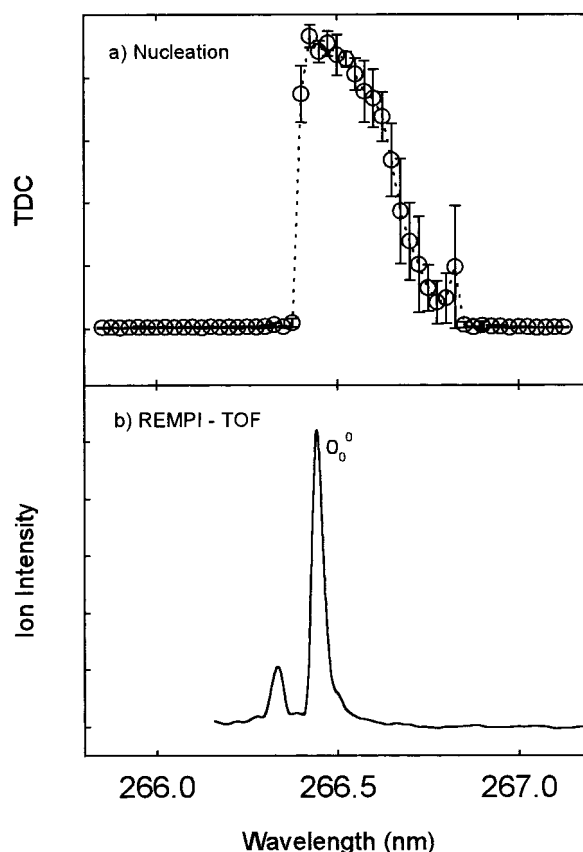 a) Nucleation
TDC
b) REMPI - TOF
0₀⁰
Ion Intensity
266.0 266.5 267.0
Wavelength (nm)